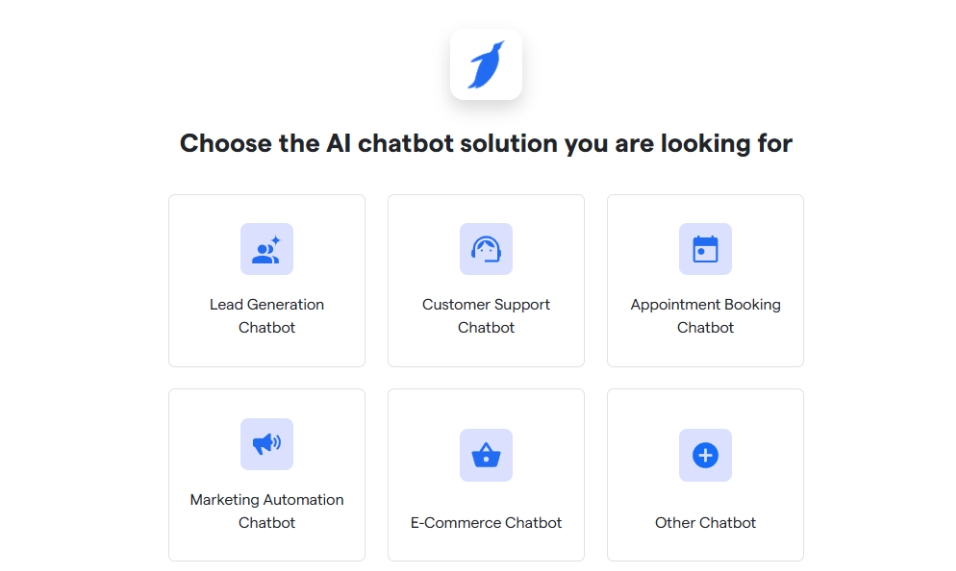 Choose the AI chatbot solution you are looking for
Lead Generation
Chatbot
Customer Support
Chatbot
Appointment Booking
Chatbot
Marketing Automation
Chatbot
E-Commerce Chatbot
Other Chatbot